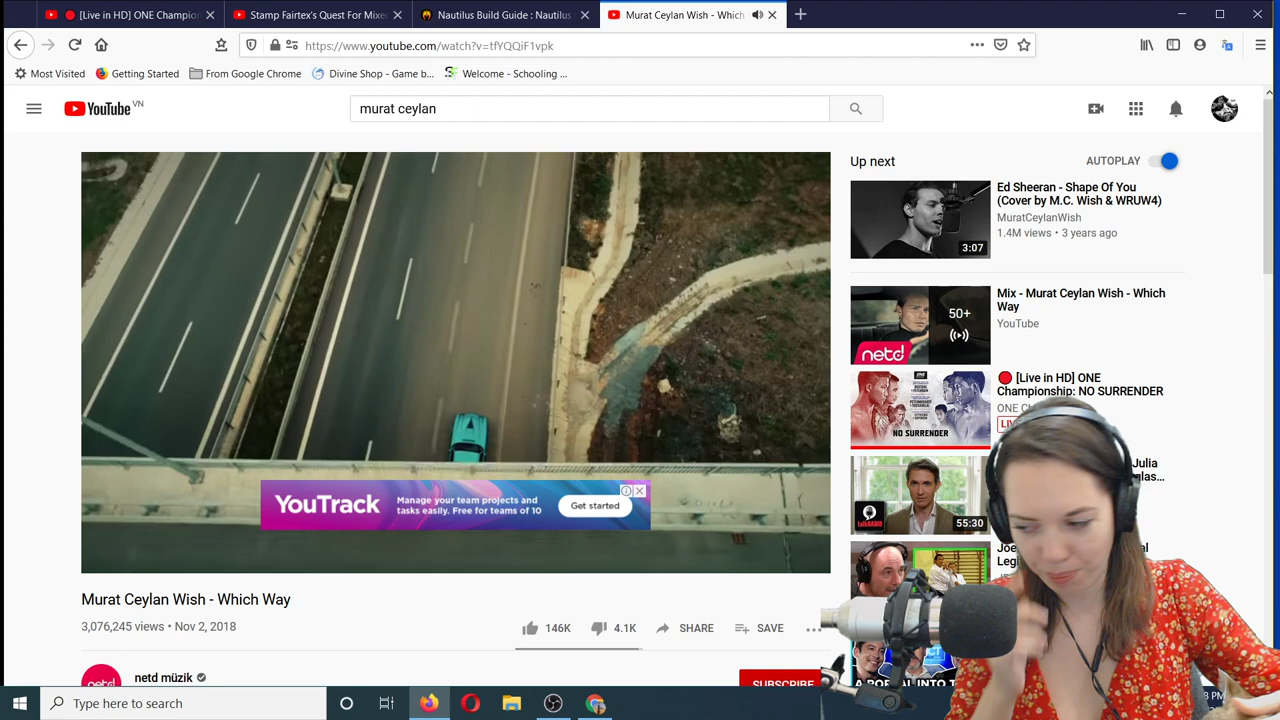 [Live in HD] ONE Champion
Stamp Fairtex's Quest For Mixe
Nautilus Build Guide : Nautilus
Murat Ceylan Wish - Which
https://www.youtube.com/watch?v=tfYQQiF1vpk
Most Visited
Getting Started
From Google Chrome
Divine Shop - Game b...
Welcome - Schooling ...
YouTube VN
murat ceylan
Up next
AUTOPLAY
Ed Sheeran - Shape Of You
(Cover by M.C. Wish & WRUW4)
MuratCeylanWish
1.4M views • 3 years ago
3:07
Mix - Murat Ceylan Wish - Which
Way
YouTube
50+
netd
[Live in HD] ONE
Championship: NO SURRENDER
ONE
NO SURRENDER
Julia
talkRADIO
55:30
YouTrack
Manage your team projects and
tasks easily. Free for teams of 10
Get started
Murat Ceylan Wish - Which Way
3,076,245 views • Nov 2, 2018
146K
4.1K
SHARE
SAVE
netd
netd müzik
SUBSCRIBE
Type here to search